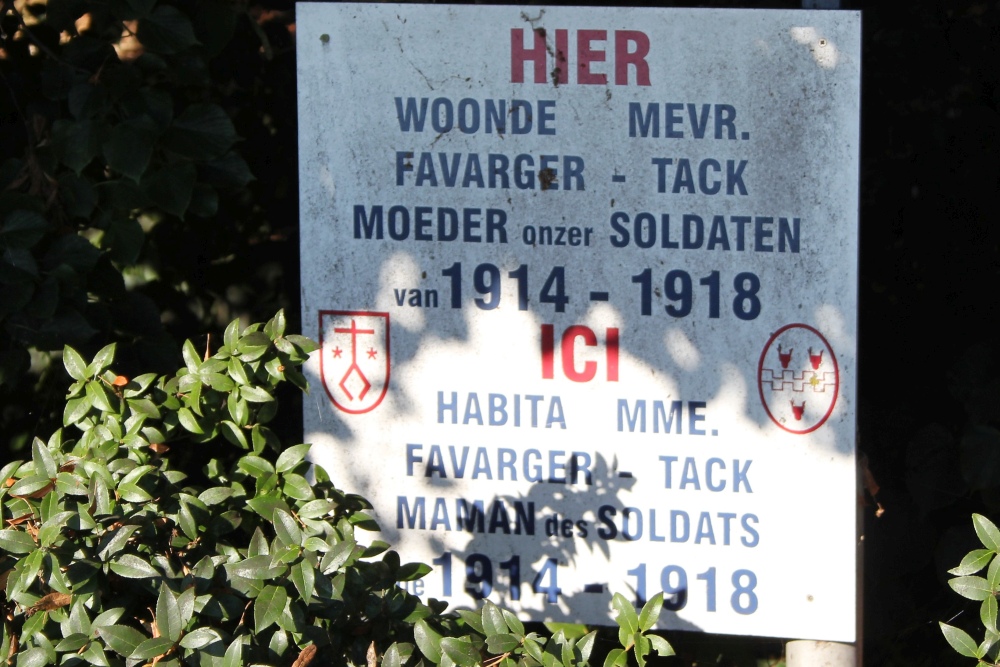 HIER
WOONDE MEVR.
FAVARGER - TACK
MOEDER onzer SOLDATEN
van 1914 - 1918
ICI
HABITA MME.
FAVARGER - TACK
MAMAN des SOLDATS
de 1914 - 1918